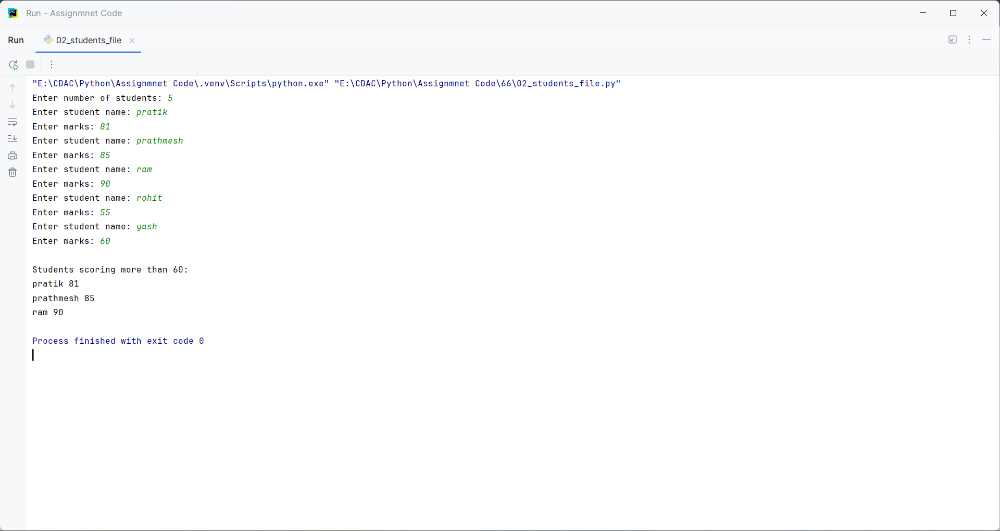 Run - Assignmnet Code
Run 02_students_file
"E:\CDAC\Python\Assignmnet Code\.venv\Scripts\python.exe" "E:\CDAC\Python\Assignmnet Code\66\02_students_file.py"
Enter number of students: 5
Enter student name: pratik
Enter marks: 81
Enter student name: prathmesh
Enter marks: 85
Enter student name: ram
Enter marks: 90
Enter student name: rohit
Enter marks: 55
Enter student name: yash
Enter marks: 60
Students scoring more than 60:
pratik 81
prathmesh 85
ram 90
Process finished with exit code 0